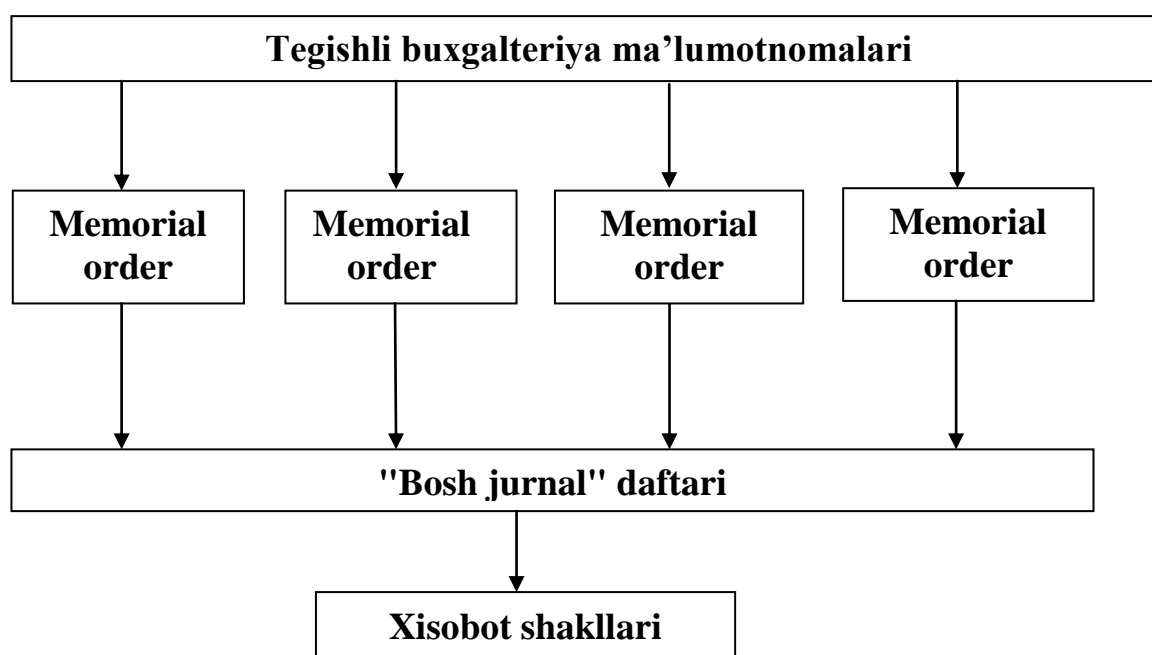 Tegishli buxgalteriya ma’lumotnomalari
Memorial
order
Memorial
order
Memorial
order
Memorial
order
"Bosh jurnal" daftari
Xisobot shakllari